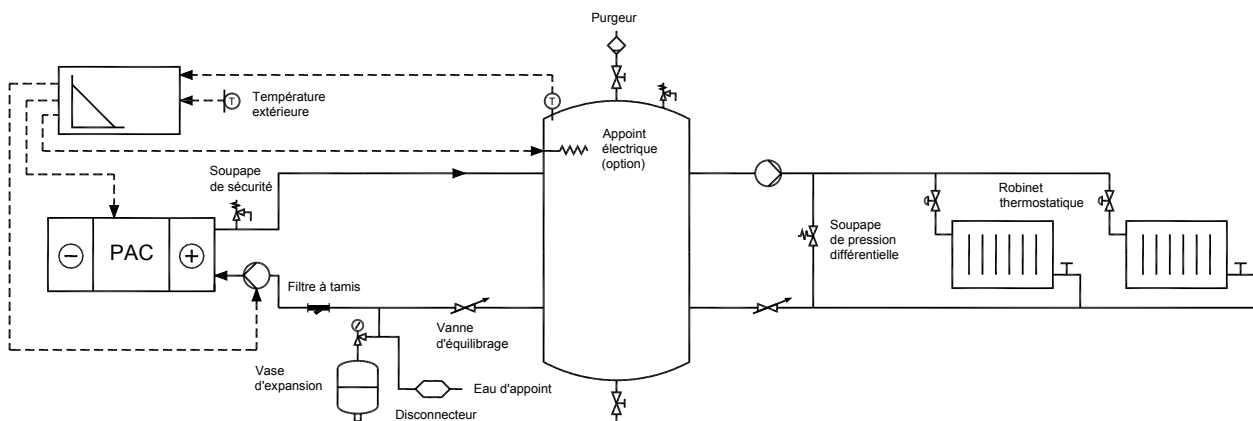 Purgeur
T
T
Température
extérieure
Appoint
électrique
(option)
Soupape
de sécurité
Robinet
thermostatique
PAC
Soupape
de pression
différentielle
Filtre à tamis
Vanne
d'équilibrage
Vase
d'expansion
Eau d'appoint
Disconnecteur